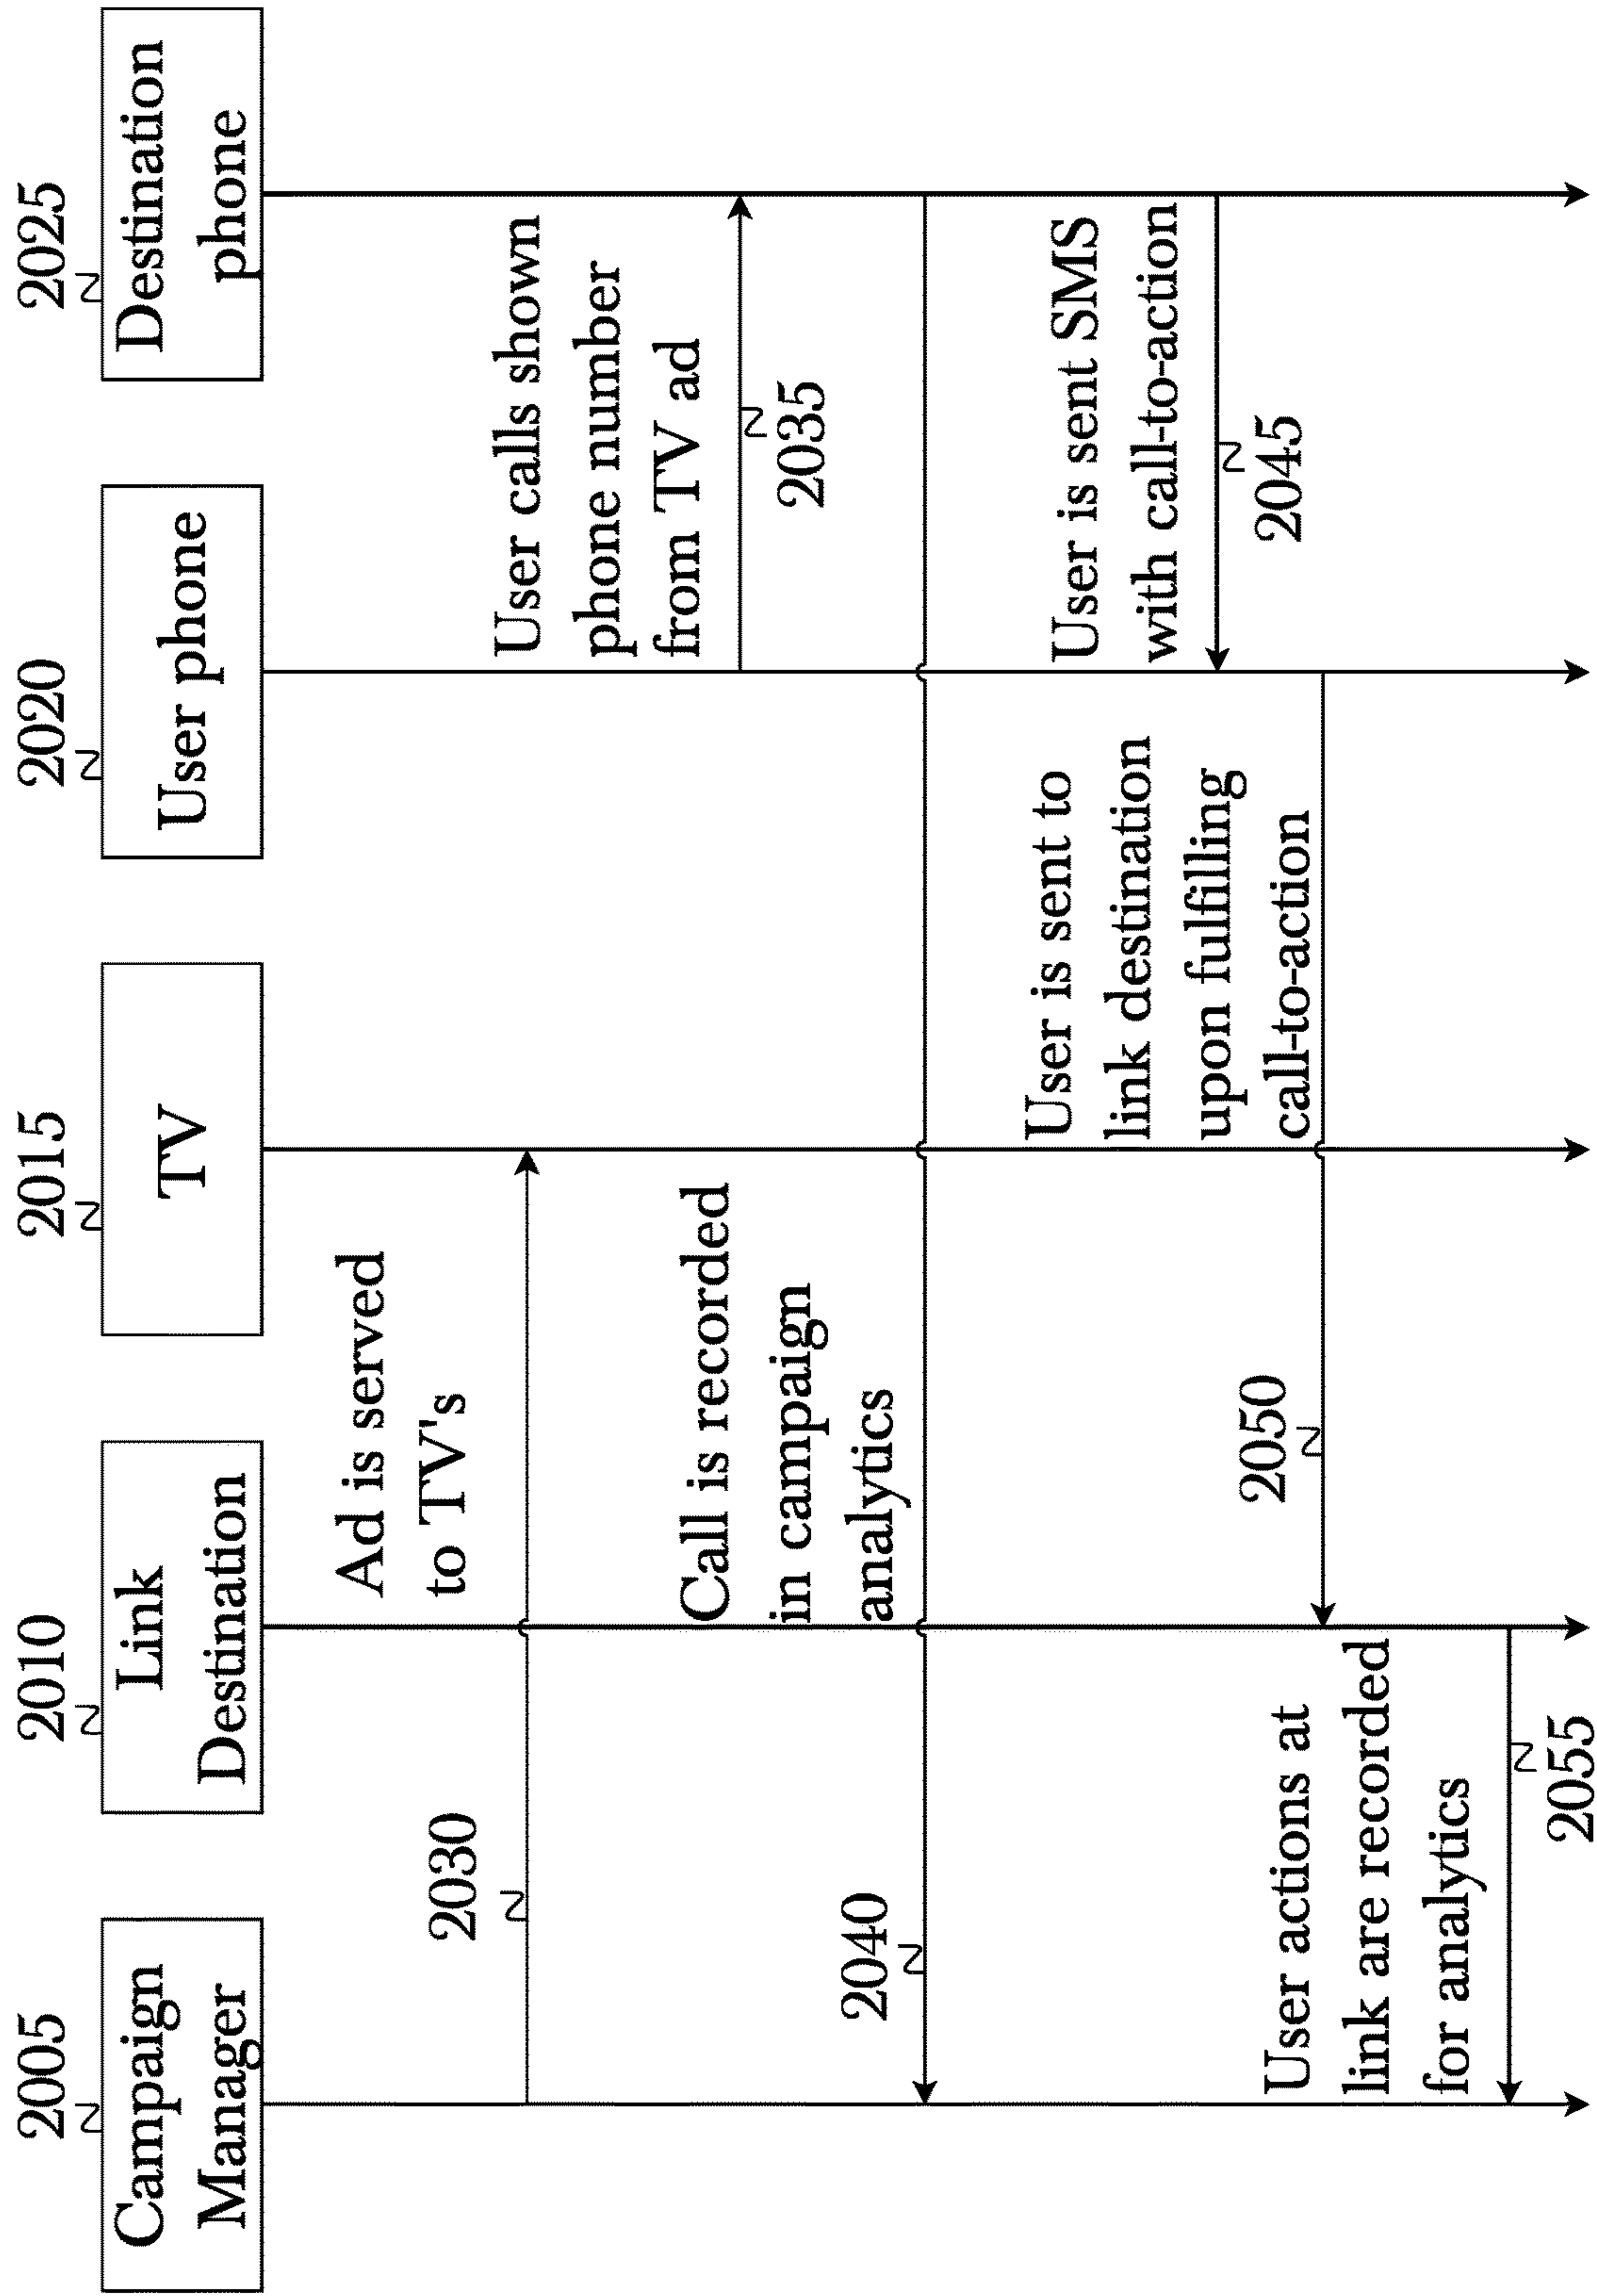 2005
Campaign
Manager
2010
Link
Destination
2015
TV
2020
User phone
2025
Destination
phone
Ad is served
to TV's
2030
User calls shown
phone number
from TV ad
2035
Call is recorded
in campaign
analytics
2040
User is sent SMS
with call-to-action
2045
User is sent to
link destination
upon fulfilling
call-to-action
2050
User actions at
link are recorded
for analytics
2055